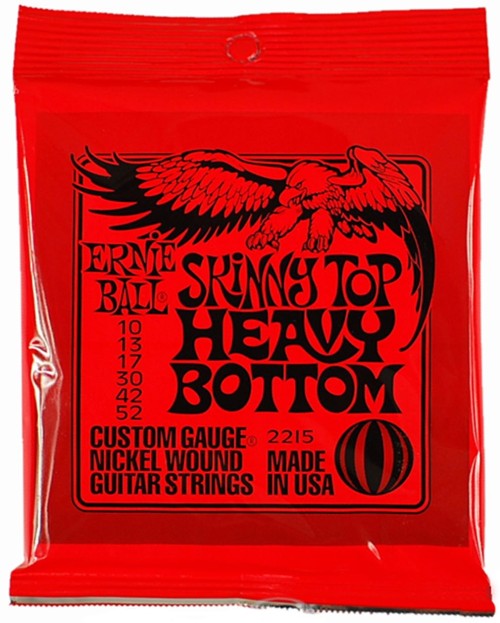 ERNIE
BALL®
SKINNY TOP
HEAVY
BOTTOM
10
13
17
30
42
52
CUSTOM GAUGE® 2215
NICKEL WOUND MADE
GUITAR STRINGS IN USA